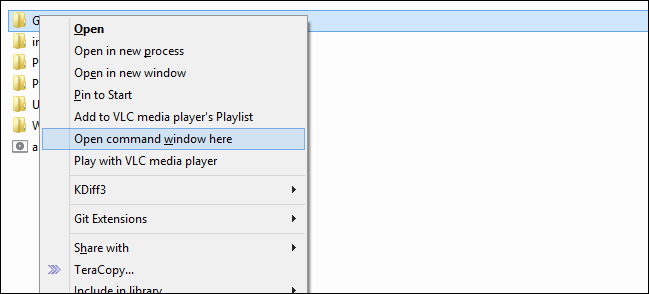 G
Open
in
Open in new process
P
Open in new window
P
Pin to Start
U
Add to VLC media player's Playlist
W
Open command window here
a
Play with VLC media player
KDiff3
Git Extensions
Share with
TeraCopy...
Include in library